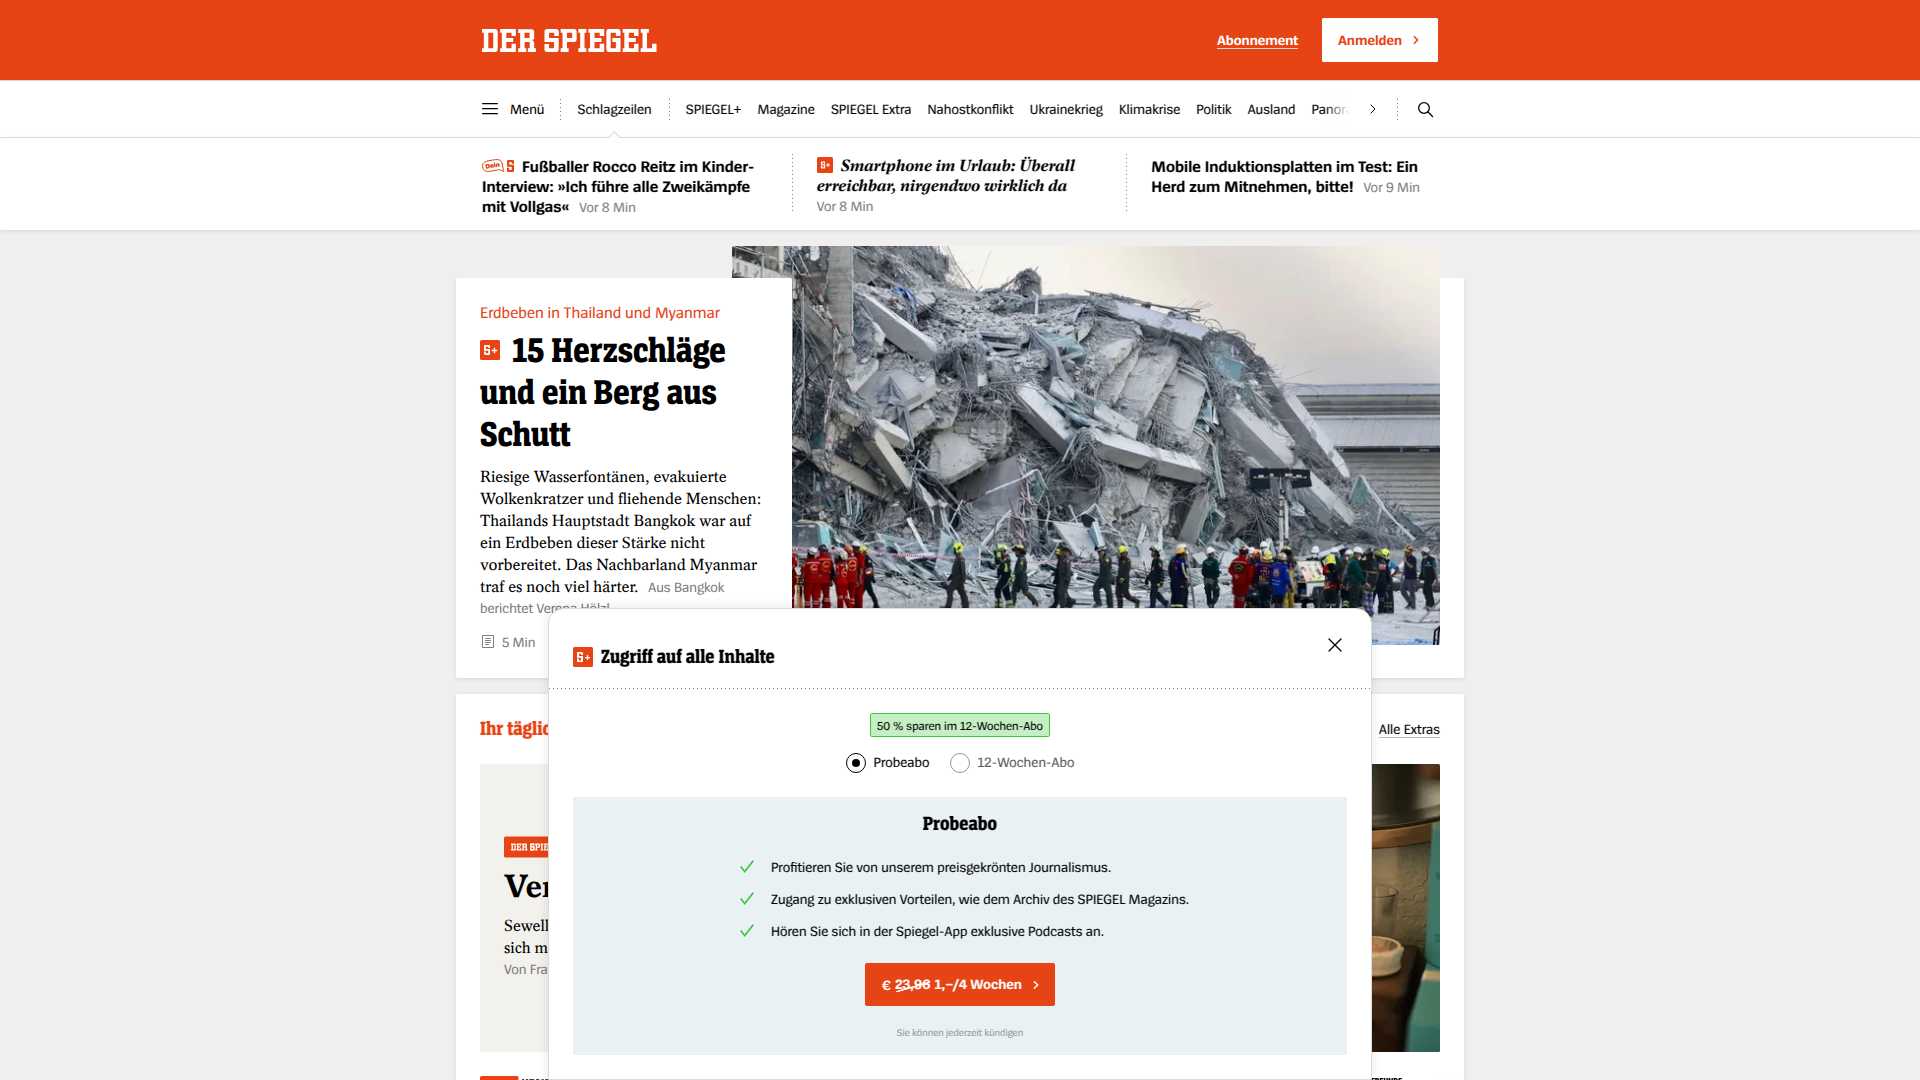 DER SPIEGEL
Abonnement
Anmelden
Menü
Schlagzeilen
SPIEGEL+
Magazine
SPIEGEL Extra
Nahostkonflikt
Ukrainekrieg
Klimakrise
Politik
Ausland
Panor
Dein S Fußballer Rocco Reitz im Kinder-
Interview: »Ich führe alle Zweikämpfe
mit Vollgas« Vor 8 Min
S+ Smartphone im Urlaub: Überall
erreichbar, nirgendwo wirklich da
Vor 8 Min
Mobile Induktionsplatten im Test: Ein
Herd zum Mitnehmen, bitte! Vor 9 Min
Erdbeben in Thailand und Myanmar
S+ 15 Herzschläge
und ein Berg aus
Schutt
Riesige Wasserfontänen, evakuierte
Wolkenkratzer und fliehende Menschen:
Thailands Hauptstadt Bangkok war auf
ein Erdbeben dieser Stärke nicht
vorbereitet. Das Nachbarland Myanmar
traf es noch viel härter. Aus Bangkok
berichtet Verena Hölzl
5 Min
S+ Zugriff auf alle Inhalte
50 % sparen im 12-Wochen-Abo
Probeabo
12-Wochen-Abo
Probeabo
Profitieren Sie von unserem preisgekrönten Journalismus.
Zugang zu exklusiven Vorteilen, wie dem Archiv des SPIEGEL Magazins.
Hören Sie sich in der Spiegel-App exklusive Podcasts an.
€ 23,96 1,–/4 Wochen
Sie können jederzeit kündigen
Ihr täglic
Alle Extras
DER SPIE
Ver
Sewell
sich m
Von Fra